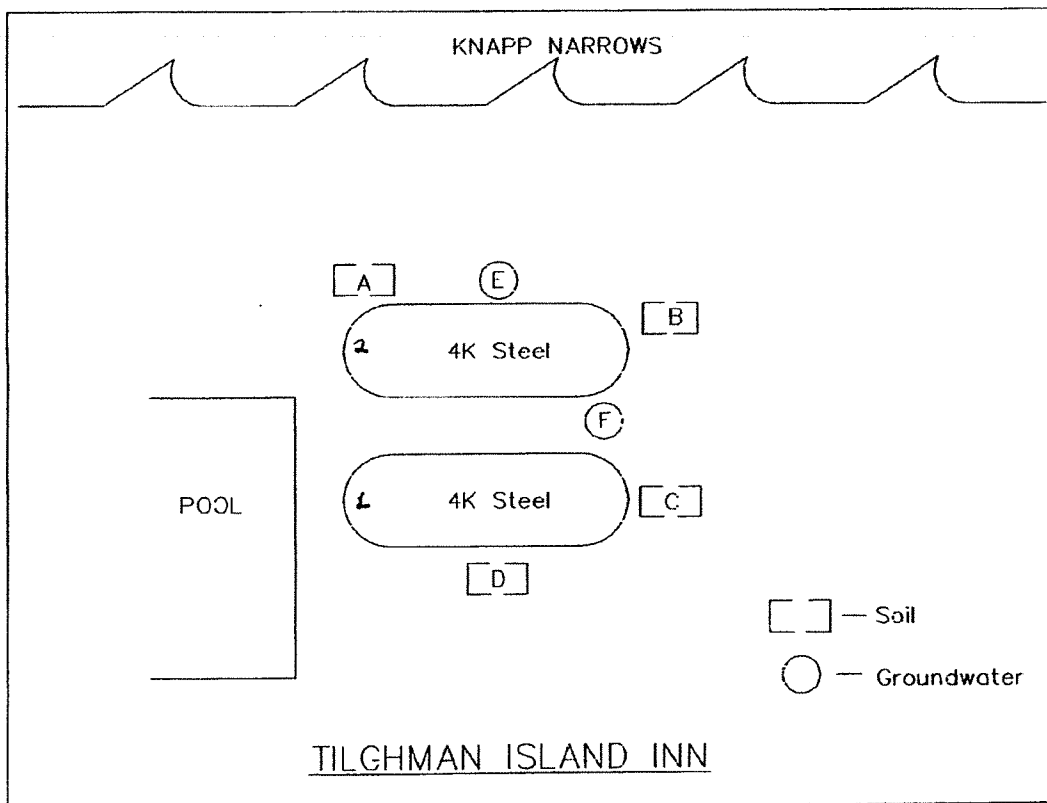 KNAPP NARROWS
A
E
B
2 4K Steel
F
POOL
1 4K Steel
C
D
— Soil
— Groundwater
TILGHMAN ISLAND INN